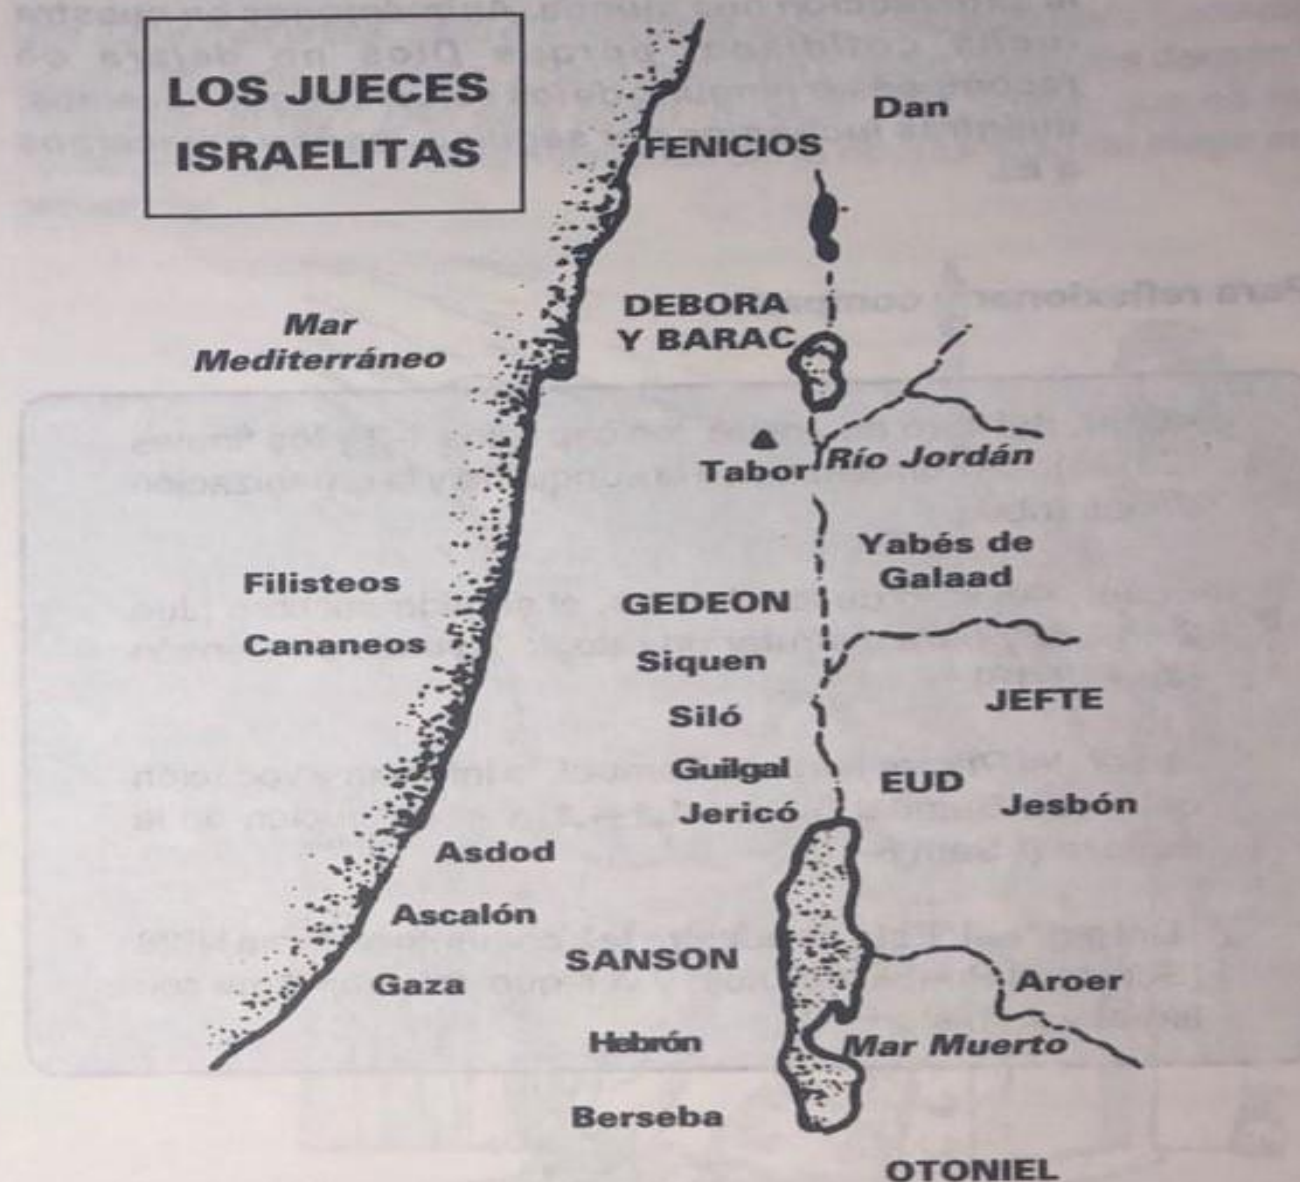 LOS JUECES
ISRAELITAS
Dan
FENICIOS
DEBORA
Y BARAC
Mar
Mediterráneo
Tabor
Río Jordán
Yabés de
Galaad
Filisteos
GEDEON
Cananeos
Siquen
JEFTE
Siló
Guilgal
EUD
Jericó
Jesbón
Asdod
Ascalón
SANSON
Gaza
Aroer
Hebrón
Mar Muerto
Berseba
OTONIEL